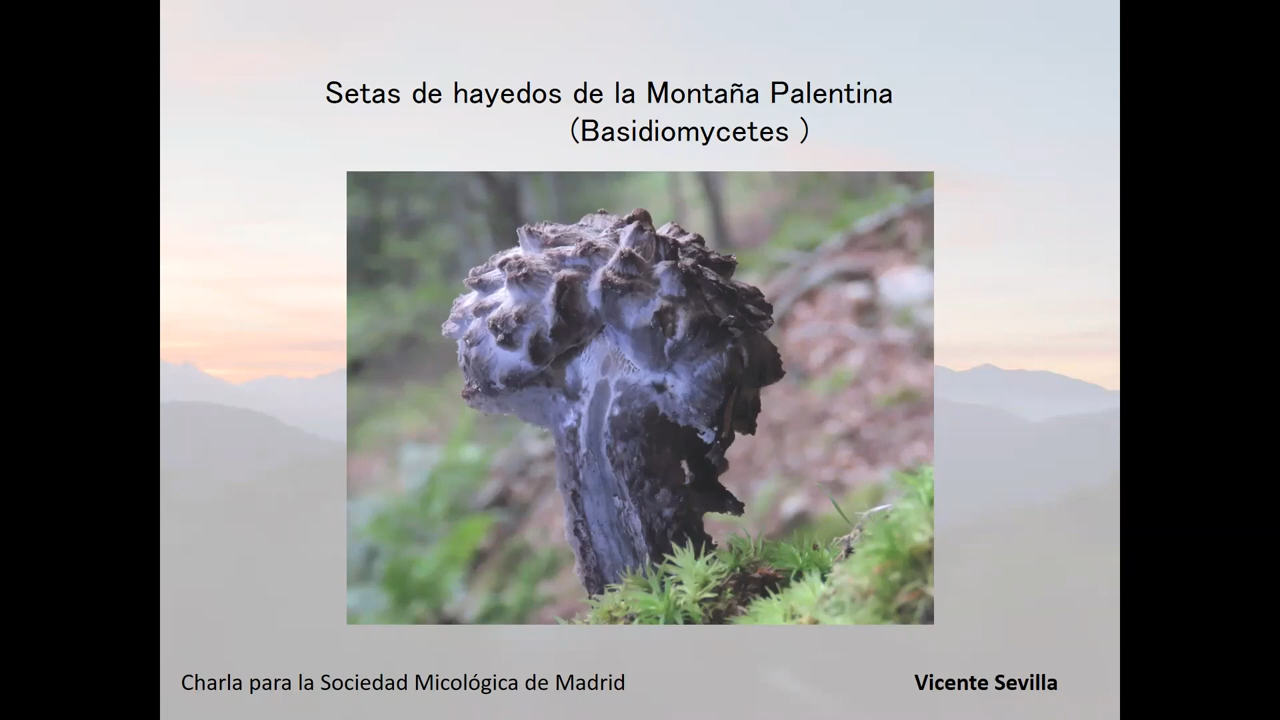 Setas de hayedos de la Montaña Palentina
(Basidiomycetes )
Charla para la Sociedad Micológica de Madrid
Vicente Sevilla